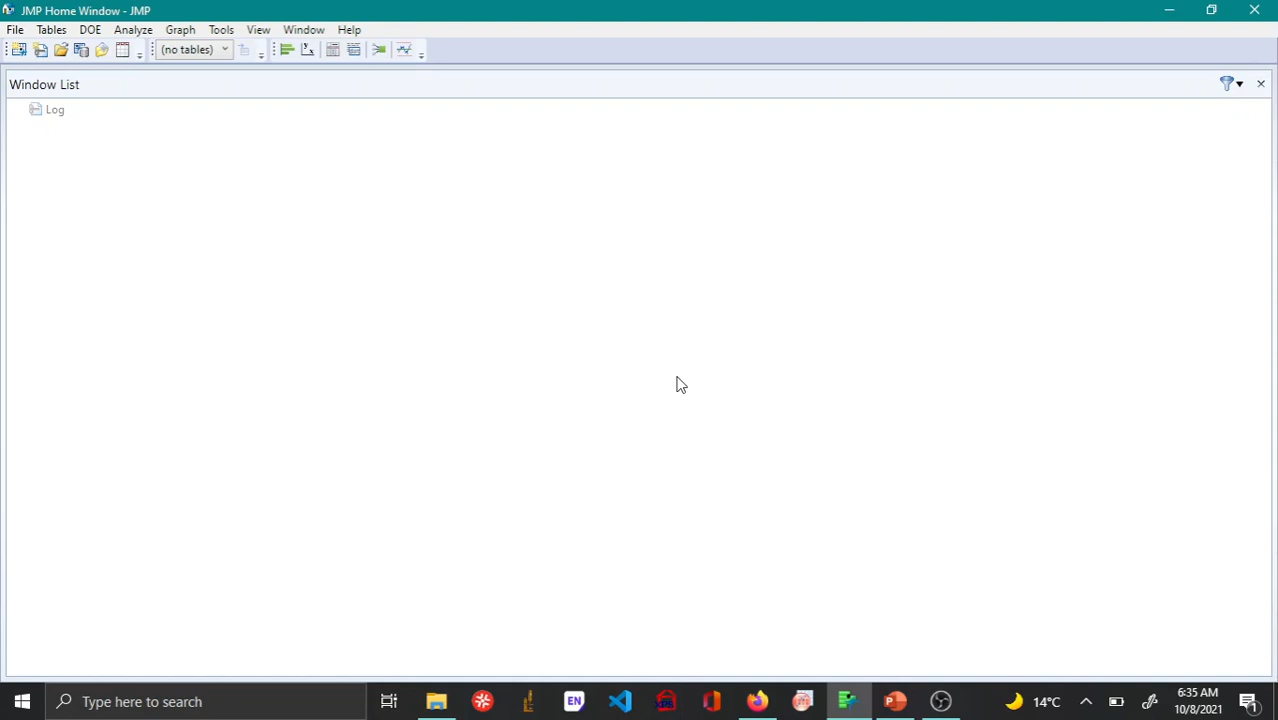 JMP Home Window - JMP
File Tables DOE Analyze Graph Tools View Window Help
(no tables)
Window List
Log
Type here to search
EN
14°C
6:35 AM
10/8/2021
1